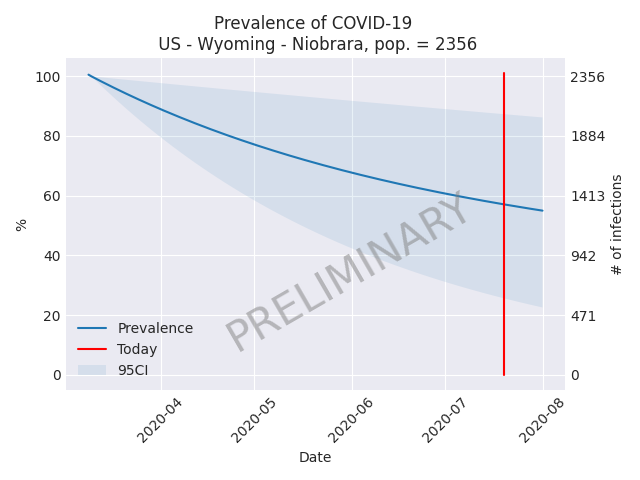 Prevalence of COVID-19
US - Wyoming - Niobrara, pop. = 2356
100
80
60
40
20
0
%
2356
1884
1413
942
471
0
# of infections
PRELIMINARY
Prevalence
Today
95CI
2020-04
2020-05
2020-06
2020-07
2020-08
Date